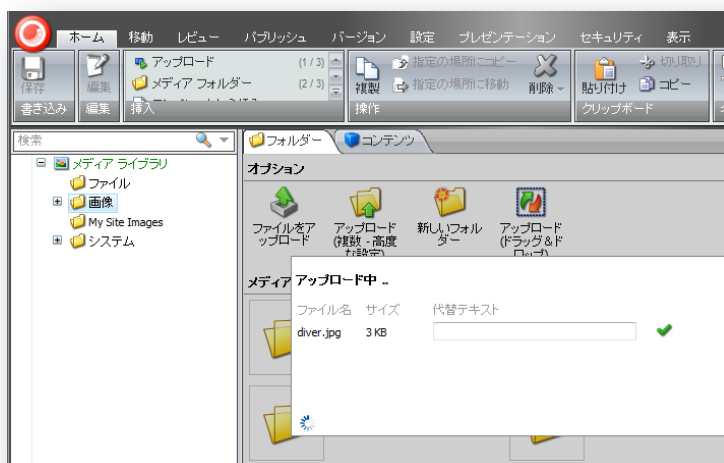 ホーム 移動 レビュー パブリッシュ バージョン 設定 プレゼンテーション セキュリティ 表示
アップロード (1 / 3)
メディア フォルダー (2 / 3)
保存 編集 複製 指定の場所にコピー 指定の場所に移動 削除 貼り付け 切り取り コピー
書き込み 編集 挿入 操作 クリップボード
検索
メディア ライブラリ
ファイル
画像
My Site Images
システム
フォルダー コンテンツ
オプション
ファイルをア
ップロード
アップロード
(複数 - 高度
な設定)
新しいフォル
ダー
アップロード
(ドラッグ&ド
ロップ)
メディア
アップロード中 ..
ファイル名 サイズ 代替テキスト
diver.jpg 3 KB